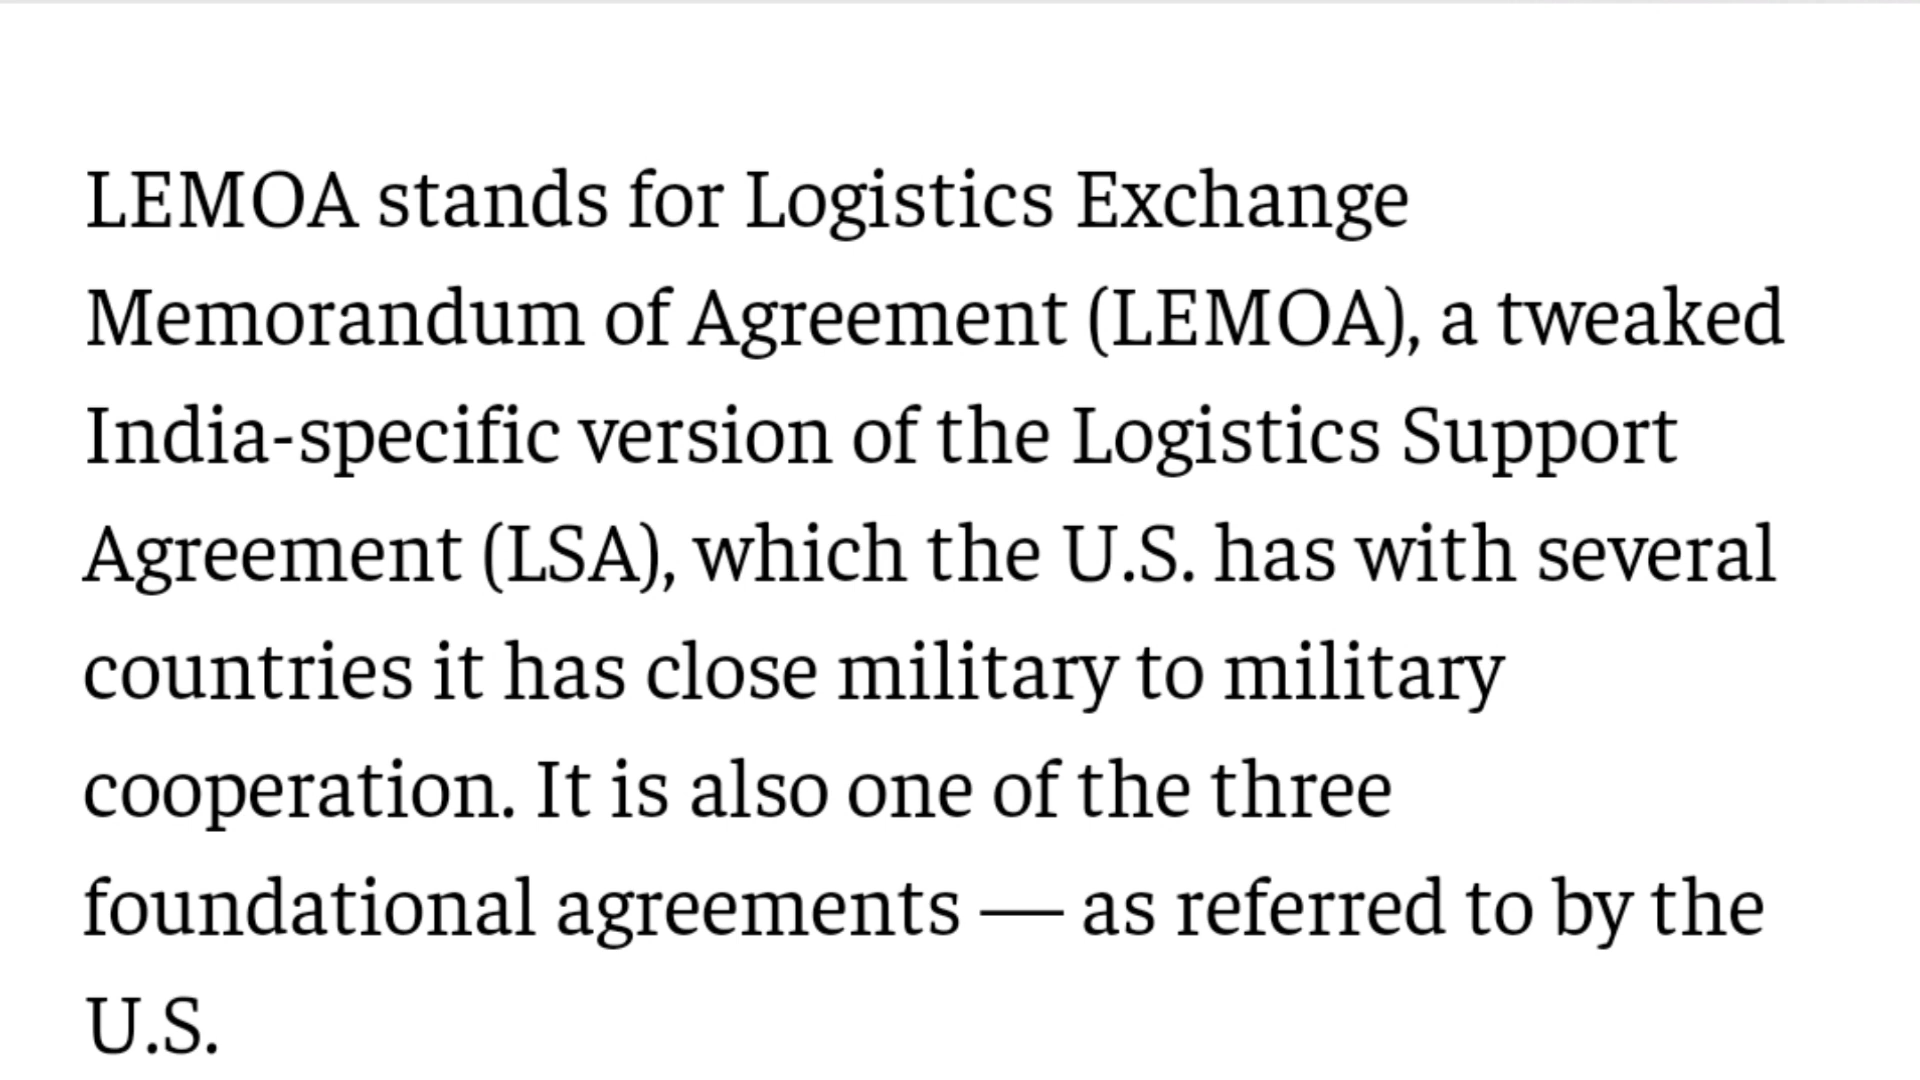 LEMOA stands for Logistics Exchange
Memorandum of Agreement (LEMOA), a tweaked
India-specific version of the Logistics Support
Agreement (LSA), which the U.S. has with several
countries it has close military to military
cooperation. It is also one of the three
foundational agreements — as referred to by the
U.S.